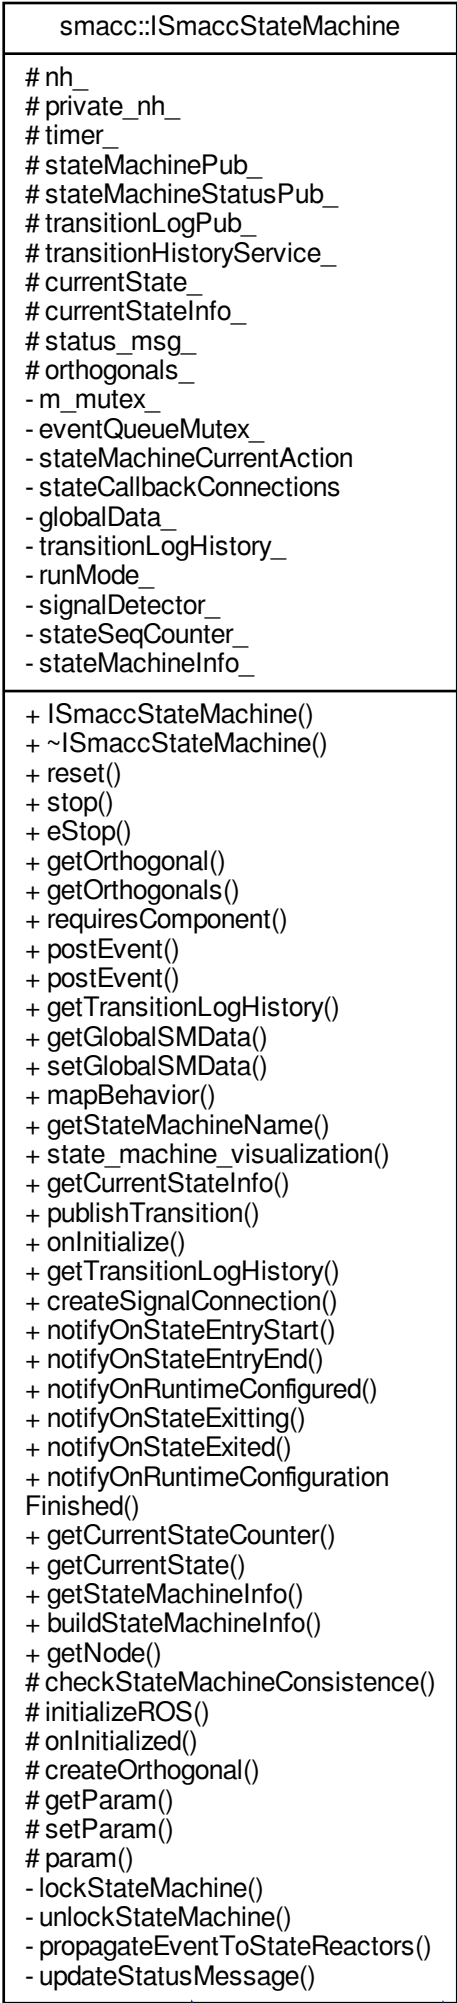 smacc::ISmaccStateMachine
# nh_
# private_nh_
# timer_
# stateMachinePub_
# stateMachineStatusPub_
# transitionLogPub_
# transitionHistoryService_
# currentState_
# currentStateInfo_
# status_msg_
# orthogonals_
- m_mutex_
- eventQueueMutex_
- stateMachineCurrentAction
- stateCallbackConnections
- globalData_
- transitionLogHistory_
- runMode_
- signalDetector_
- stateSeqCounter_
- stateMachineInfo_
+ ISmaccStateMachine()
+ ~ISmaccStateMachine()
+ reset()
+ stop()
+ eStop()
+ getOrthogonal()
+ getOrthogonals()
+ requiresComponent()
+ postEvent()
+ postEvent()
+ getTransitionLogHistory()
+ getGlobalSMData()
+ setGlobalSMData()
+ mapBehavior()
+ getStateMachineName()
+ state_machine_visualization()
+ getCurrentStateInfo()
+ publishTransition()
+ onInitialize()
+ getTransitionLogHistory()
+ createSignalConnection()
+ notifyOnStateEntryStart()
+ notifyOnStateEntryEnd()
+ notifyOnRuntimeConfigured()
+ notifyOnStateExitting()
+ notifyOnStateExited()
+ notifyOnRuntimeConfiguration
Finished()
+ getCurrentStateCounter()
+ getCurrentState()
+ getStateMachineInfo()
+ buildStateMachineInfo()
+ getNode()
# checkStateMachineConsistence()
# initializeROS()
# onInitialized()
# createOrthogonal()
# getParam()
# setParam()
# param()
- lockStateMachine()
- unlockStateMachine()
- propagateEventToStateReactors()
- updateStatusMessage()